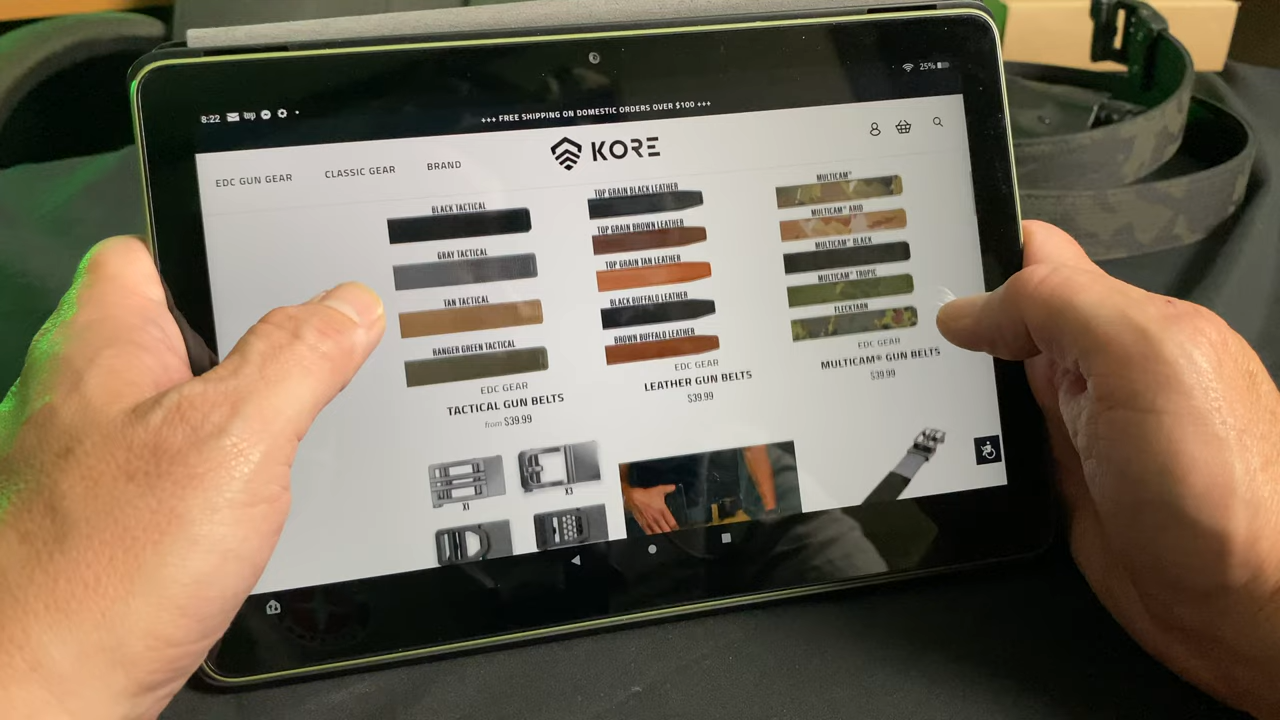 8:22
25%
+++ FREE SHIPPING ON DOMESTIC ORDERS OVER $100 +++
KORE
EDC GUN GEAR
CLASSIC GEAR
BRAND
BLACK TACTICAL
GRAY TACTICAL
TAN TACTICAL
RANGER GREEN TACTICAL
EDC GEAR
TACTICAL GUN BELTS
from $39.99
TOP GRAIN BLACK LEATHER
TOP GRAIN BROWN LEATHER
TOP GRAIN TAN LEATHER
BLACK BUFFALO LEATHER
BROWN BUFFALO LEATHER
EDC GEAR
LEATHER GUN BELTS
$39.99
MULTICAM®
MULTICAM® ARID
MULTICAM® BLACK
MULTICAM® TROPIC
FLECKTARN
EDC GEAR
MULTICAM® GUN BELTS
$39.99
X1
X3